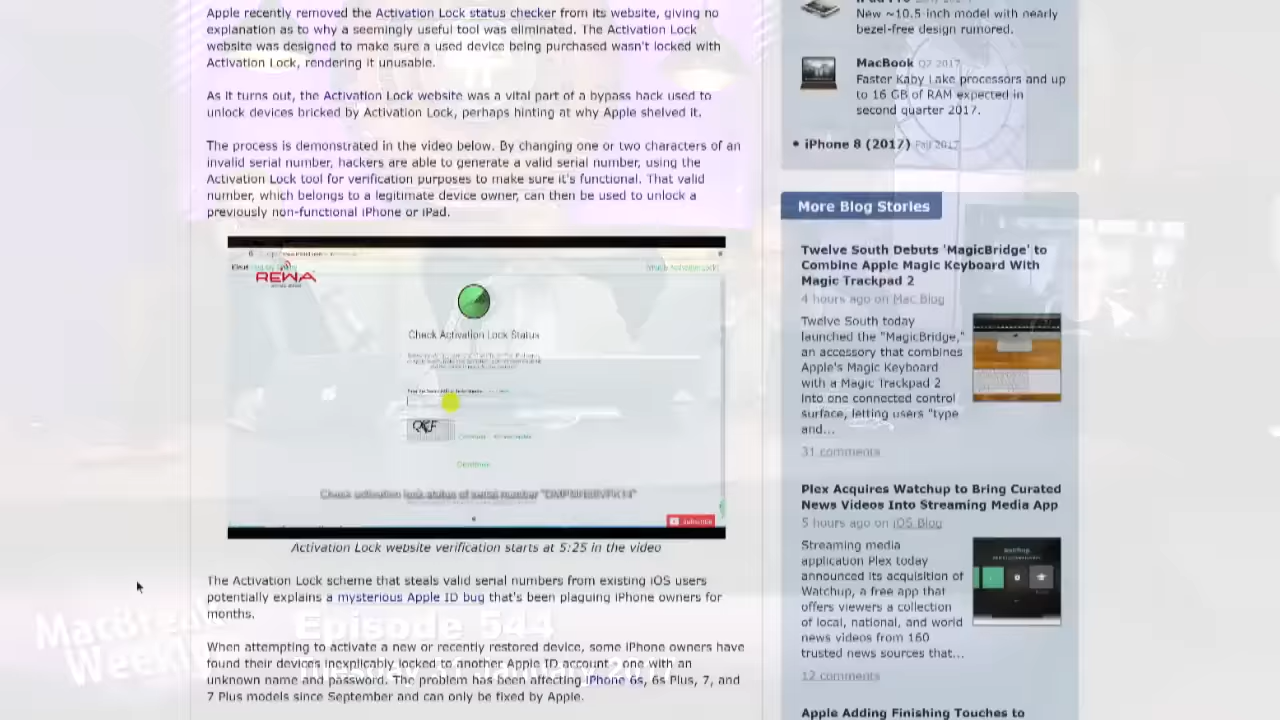 Apple recently removed the Activation Lock status checker from its website, giving no
explanation as to why a seemingly useful tool was eliminated. The Activation Lock
website was designed to make sure a used device being purchased wasn't locked with
Activation Lock, rendering it unusable.
As it turns out, the Activation Lock website was a vital part of a bypass hack used to
unlock devices bricked by Activation Lock, perhaps hinting at why Apple shelved it.
The process is demonstrated in the video below. By changing one or two characters of an
invalid serial number, hackers are able to generate a valid serial number, using the
Activation Lock tool for verification purposes to make sure it's functional. That valid
number, which belongs to a legitimate device owner, can then be used to unlock a
previously non-functional iPhone or iPad.
REWA
Check Activation Lock Status
Check activation lock status of serial number
Subscribe
Activation Lock website verification starts at 5:25 in the video
The Activation Lock scheme that steals valid serial numbers from existing iOS users
potentially explains a mysterious Apple ID bug that's been plaguing iPhone owners for
months.
When attempting to activate a new or recently restored device, some iPhone owners have
found their devices inexplicably locked to another Apple ID account, one with an
unknown name and password. The problem has been affecting iPhone 6s, 6s Plus, 7, and
7 Plus models since September and can only be fixed by Apple.
Episode
New ~10.5 inch model with nearly
bezel-free design rumored.
MacBook Q2 2017
Faster Kaby Lake processors and up
to 16 GB of RAM expected in
second quarter 2017.
• iPhone 8 (2017) Fall 2017
More Blog Stories
Twelve South Debuts 'MagicBridge' to
Combine Apple Magic Keyboard With
Magic Trackpad 2
4 hours ago on Mac Blog
Twelve South today
launched the "MagicBridge,"
an accessory that combines
Apple's Magic Keyboard
with a Magic Trackpad 2
into one connected control
surface, letting users "type
and...
31 comments
Plex Acquires Watchup to Bring Curated
News Videos Into Streaming Media App
5 hours ago on iOS Blog
Streaming media
application Plex today
announced its acquisition of
Watchup, a free app that
offers viewers a collection
of local, national, and world
news videos from 160
trusted news sources that...
12 comments
Apple Adding Finishing Touches to